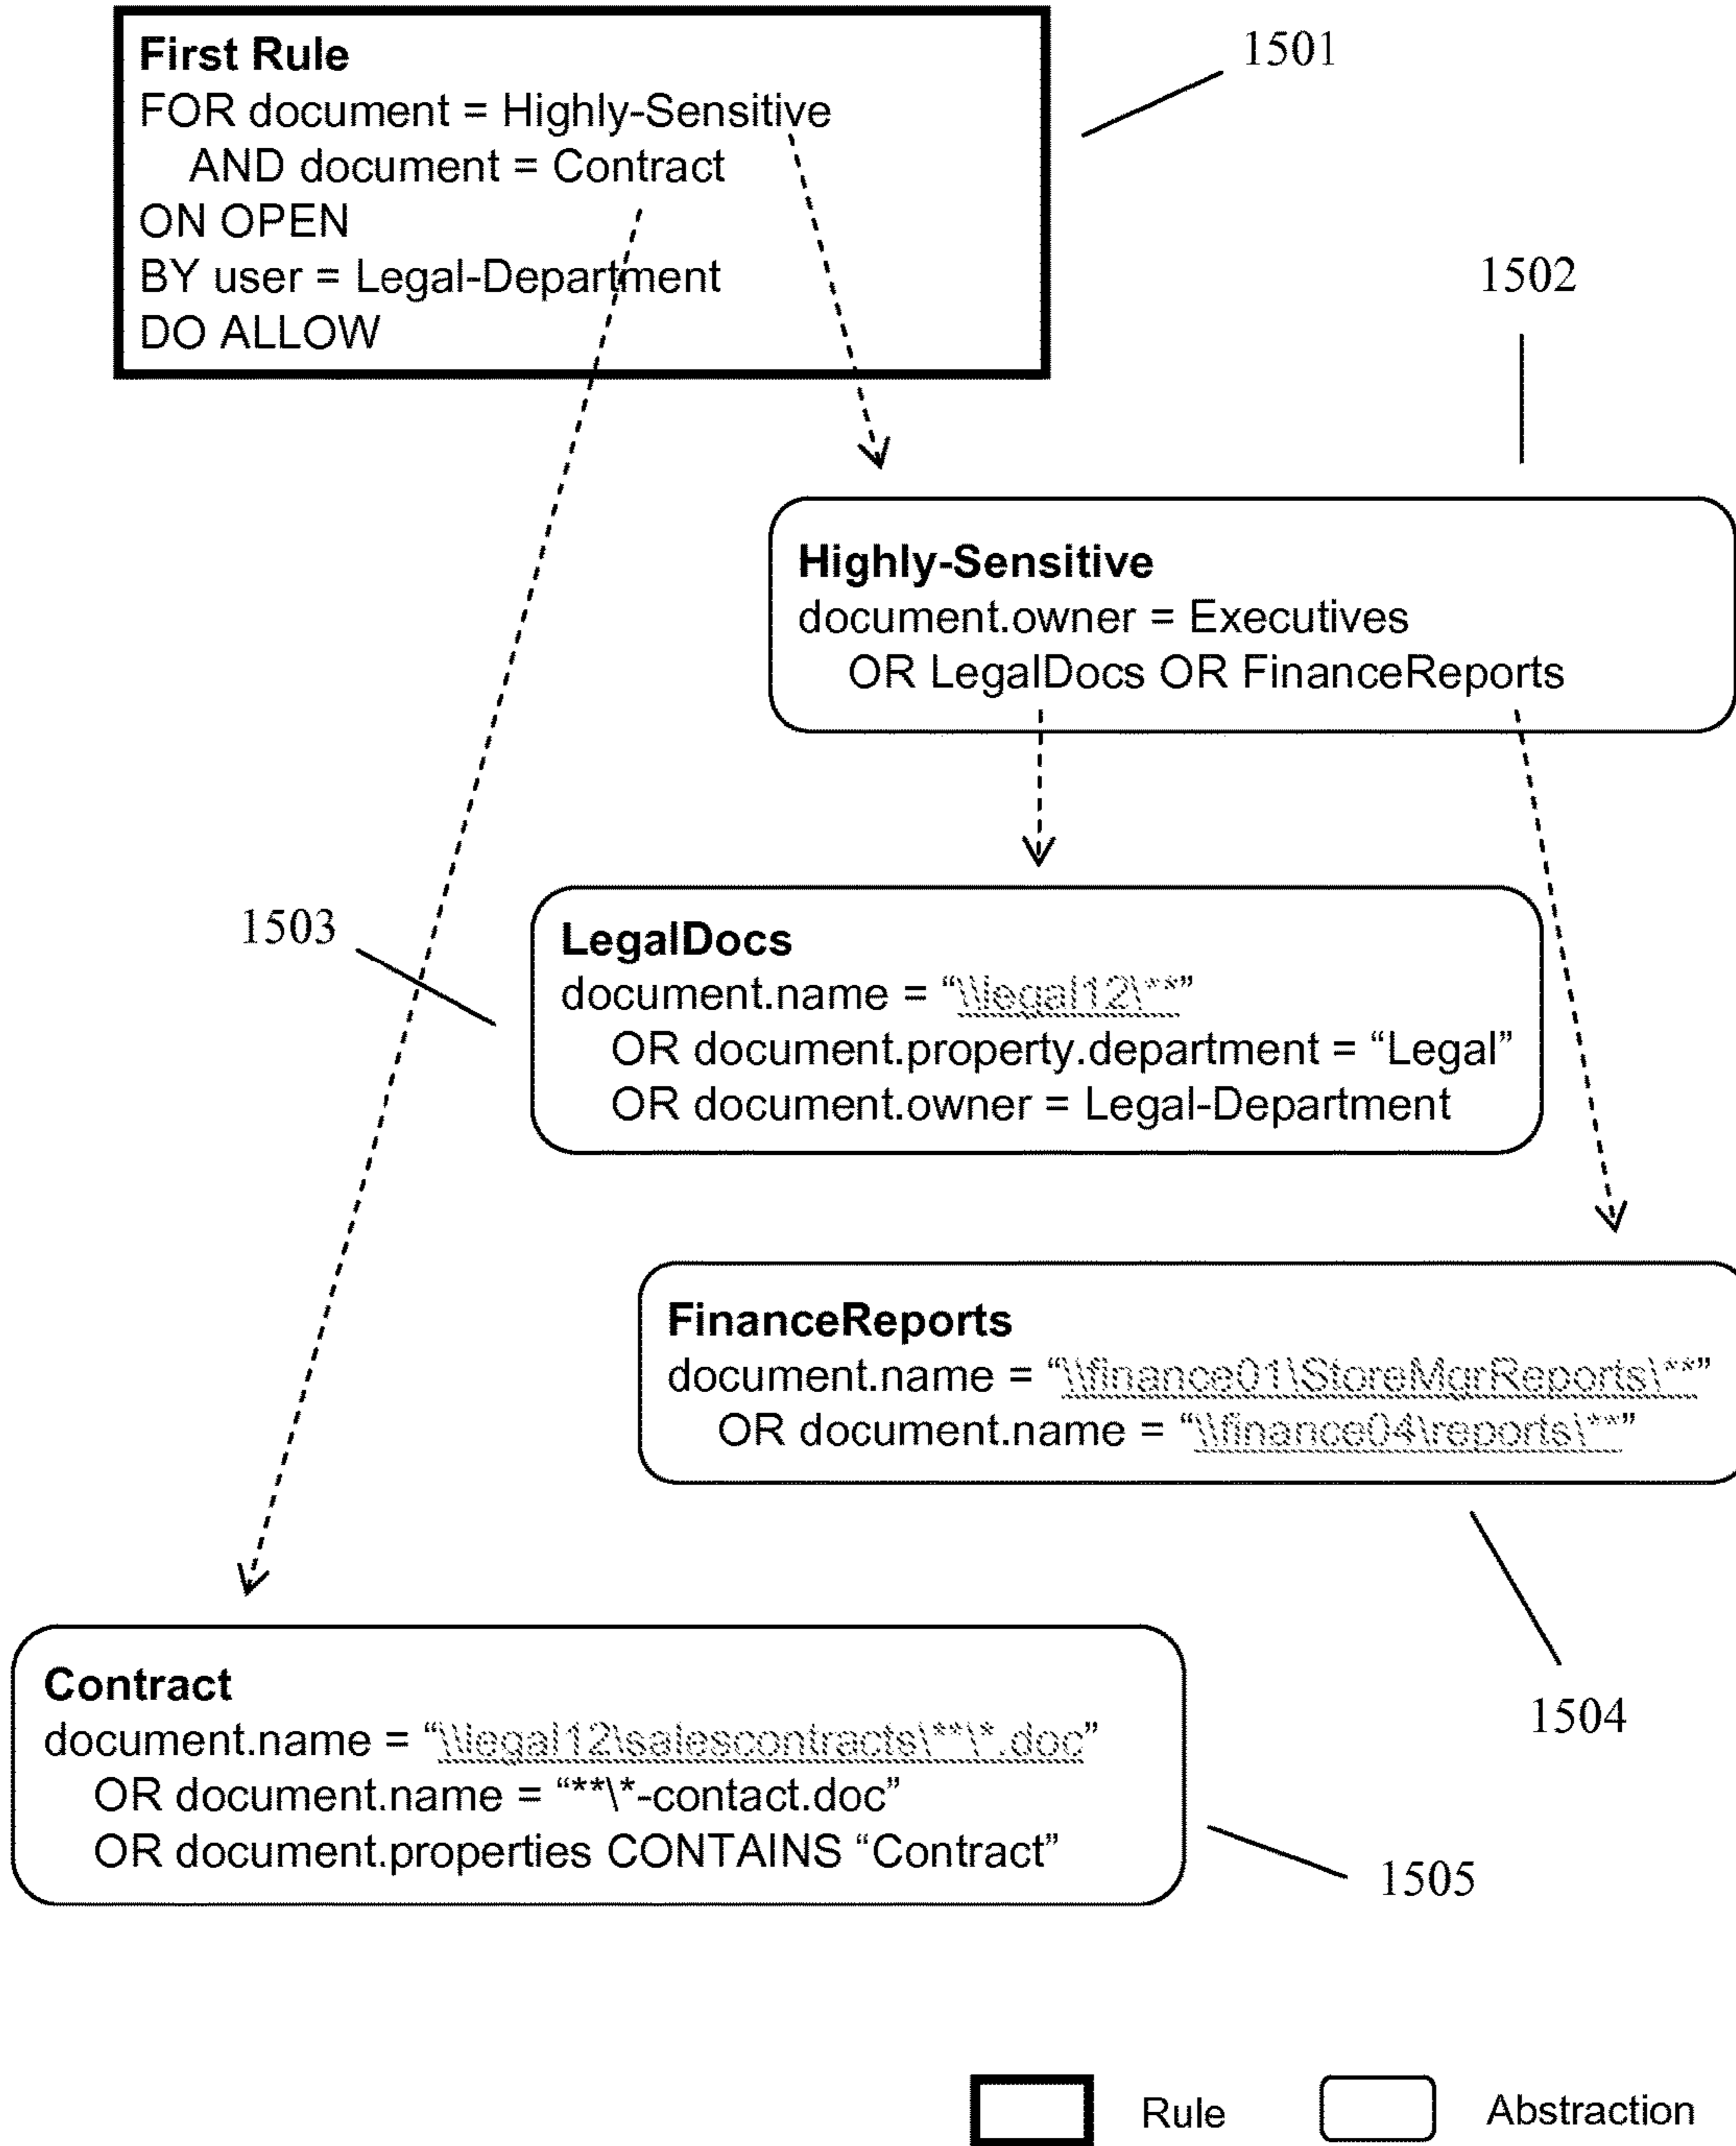 First Rule
FOR document = Highly-Sensitive
AND document = Contract
ON OPEN
BY user = Legal-Department
DO ALLOW
1501
1502
Highly-Sensitive
document.owner = Executives
OR LegalDocs OR FinanceReports
1503
LegalDocs
document.name = “\\legal12\**”
OR document.property.department = “Legal”
OR document.owner = Legal-Department
FinanceReports
document.name = “\\finance01\StoreMgrReports\**”
OR document.name = “\\finance04\reports\**”
1504
Contract
document.name = “\\legal12\salescontracts\**\*.doc”
OR document.name = “**\*-contact.doc”
OR document.properties CONTAINS “Contract”
1505
Rule
Abstraction